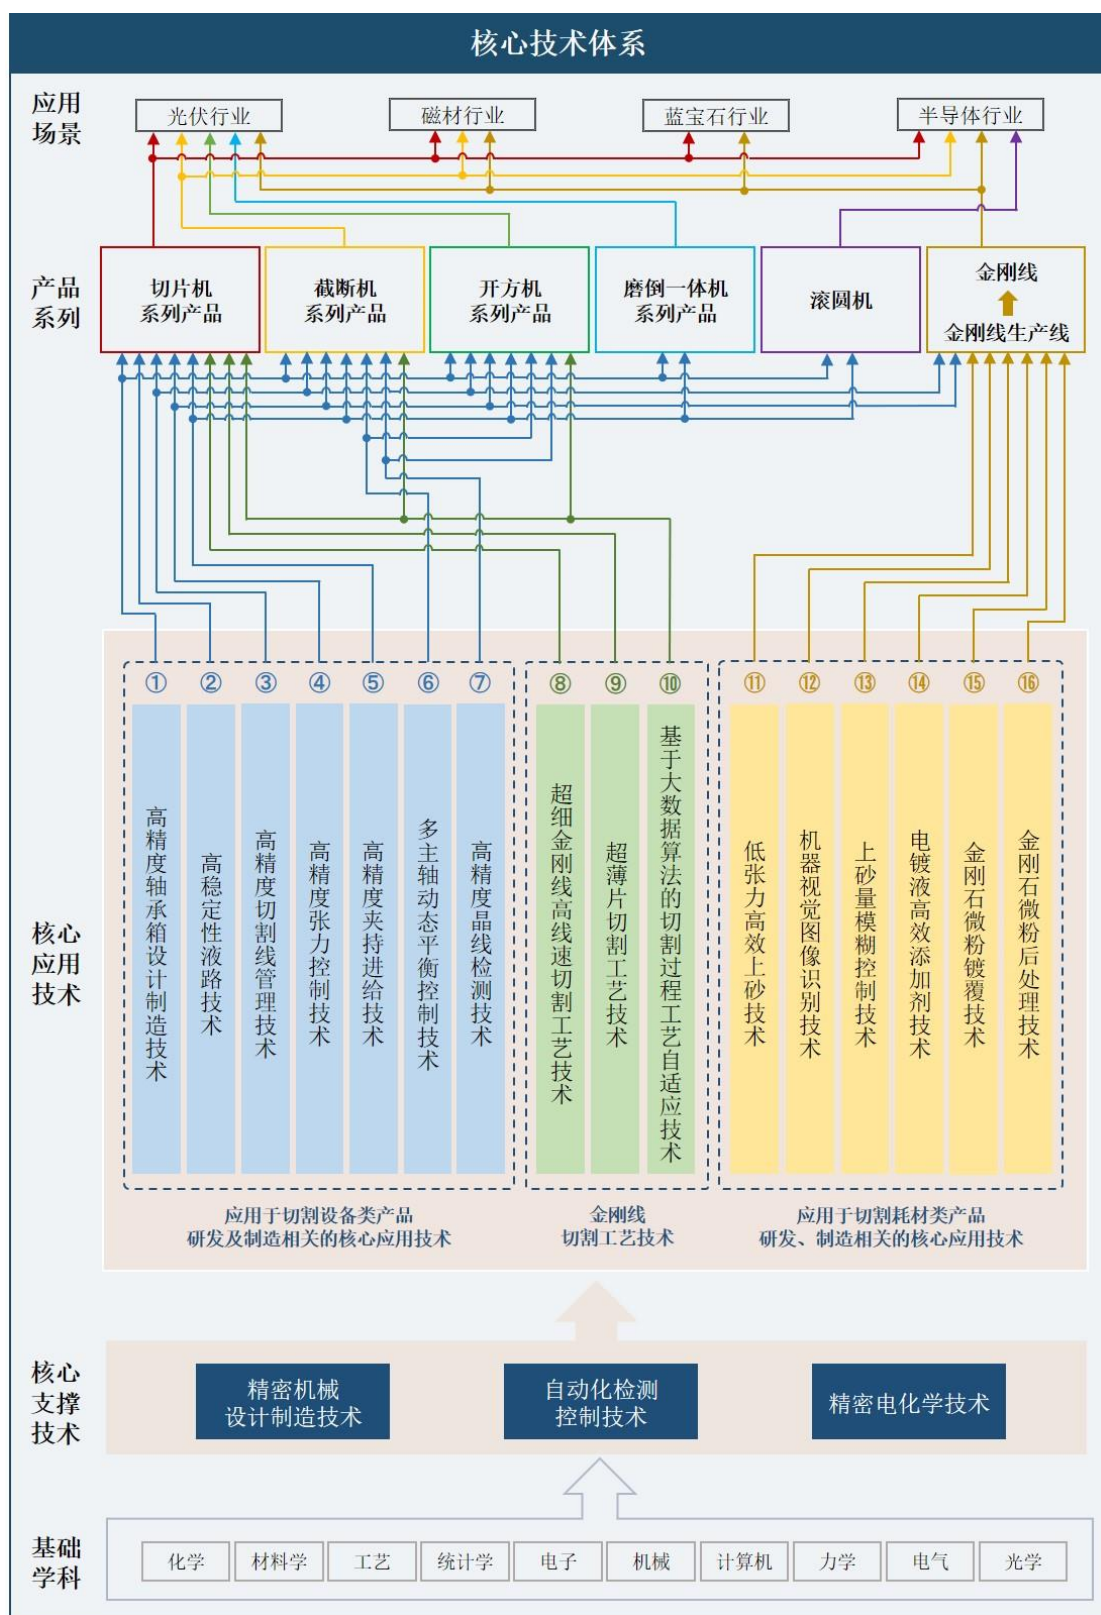 核心技术体系
应用
场景
光伏行业
磁材行业
蓝宝石行业
半导体行业
产品
系列
切片机
系列产品
截断机
系列产品
开方机
系列产品
磨倒一体机
系列产品
滚圆机
金刚线
金刚线生产线
核心
应用
技术
①
高精度轴承箱设计制造技术
②
高稳定性液路技术
③
高精度切割线管理技术
④
高精度张力控制技术
⑤
高精度夹持进给技术
⑥
多主轴动态平衡控制技术
⑦
高精度晶线检测技术
⑧
超细金刚线高线速切割工艺技术
⑨
超薄片切割工艺技术
⑩
基于大数据算法的切割过程工艺自适应技术
⑪
低张力高效上砂技术
⑫
机器视觉图像识别技术
⑬
上砂量模糊控制技术
⑭
电镀液高效添加剂技术
⑮
金刚石微粉镀覆技术
⑯
金刚石微粉后处理技术
应用于切割设备类产品
研发及制造相关的核心应用技术
金刚线
切割工艺技术
应用于切割耗材类产品
研发、制造相关的核心应用技术
核心
支撑
技术
精密机械
设计制造技术
自动化检测
控制技术
精密电化学技术
基础
学科
化学
材料学
工艺
统计学
电子
机械
计算机
力学
电气
光学